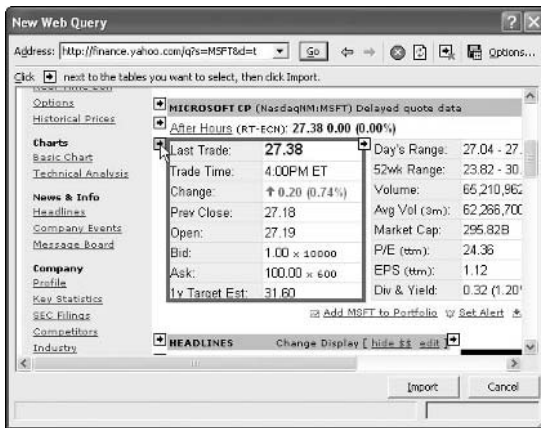 New Web Query
Address: http://finance.yahoo.com/q?s=MSFT&d=t Go Options...
Click next to the tables you want to select, then click Import.
Options
Historical Prices
Charts
Basic Chart
Technical Analysis
News & Info
Headlines
Company Events
Message Board
Company
Profile
Key Statistics
SEC Filings
Competitors
Industry
MICROSOFT CP (NasdaqNM:MSFT) Delayed quote data
After Hours (RT-ECN): 27.38 0.00 (0.00%)
Last Trade: 27.38
Trade Time: 4:00PM ET
Change: 0.20 (0.74%)
Prev Close: 27.18
Open: 27.19
Bid: 1.00 x 10000
Ask: 100.00 x 600
1y Target Est: 31.60
Day's Range: 27.04 - 27.
52wk Range: 23.82 - 30.
Volume: 65,210,962
Avg Vol (3m): 62,266,700
Market Cap: 295.82B
P/E (ttm): 24.36
EPS (ttm): 1.12
Div & Yield: 0.32 (1.20
Add MSFT to Portfolio Set Alert
HEADLINES Change Display [ hide $$ edit ]
Import Cancel